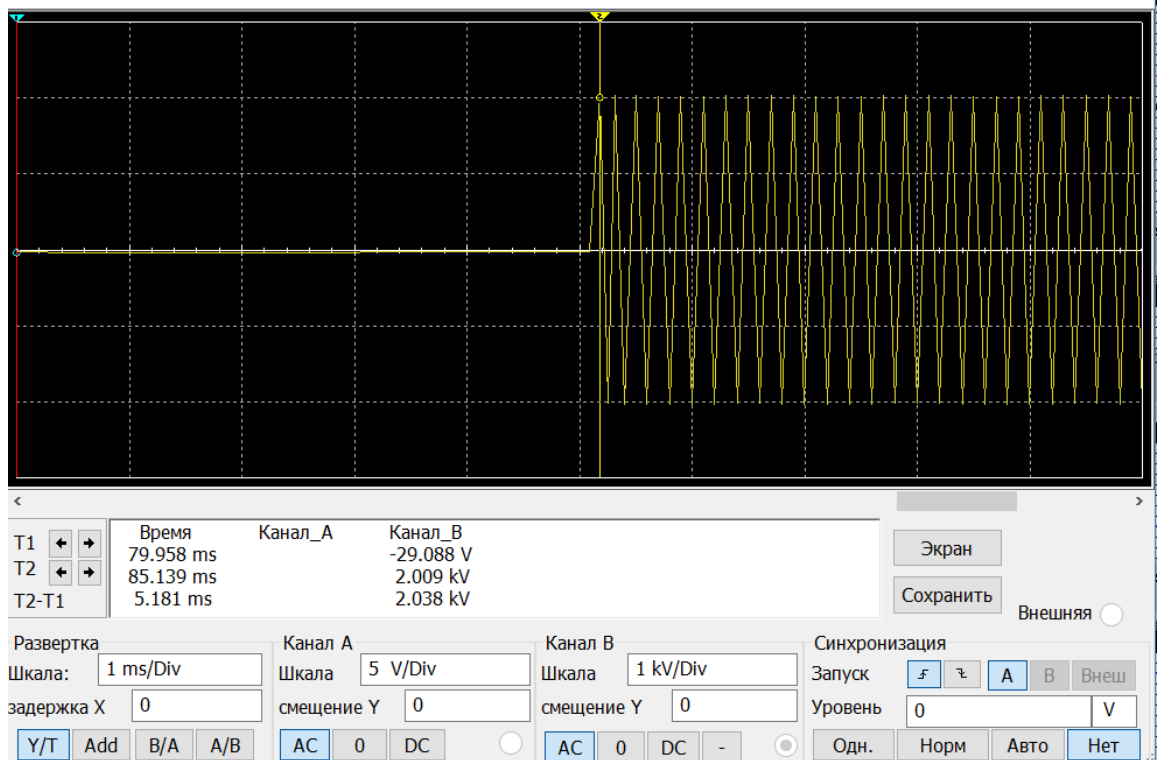 1 2
Время Канал_A Канал_B
T1 79.958 ms -29.088 V
T2 85.139 ms 2.009 kV
T2-T1 5.181 ms 2.038 kV
Экран
Сохранить
Внешняя
Развертка
Шкала: 1 ms/Div
задержка X 0
Y/T Add B/A A/B
Канал A
Шкала 5 V/Div
смещение Y 0
AC 0 DC
Канал B
Шкала 1 kV/Div
смещение Y 0
AC 0 DC -
Синхронизация
Запуск A B Внеш
Уровень 0 V
Одн. Норм Авто Нет